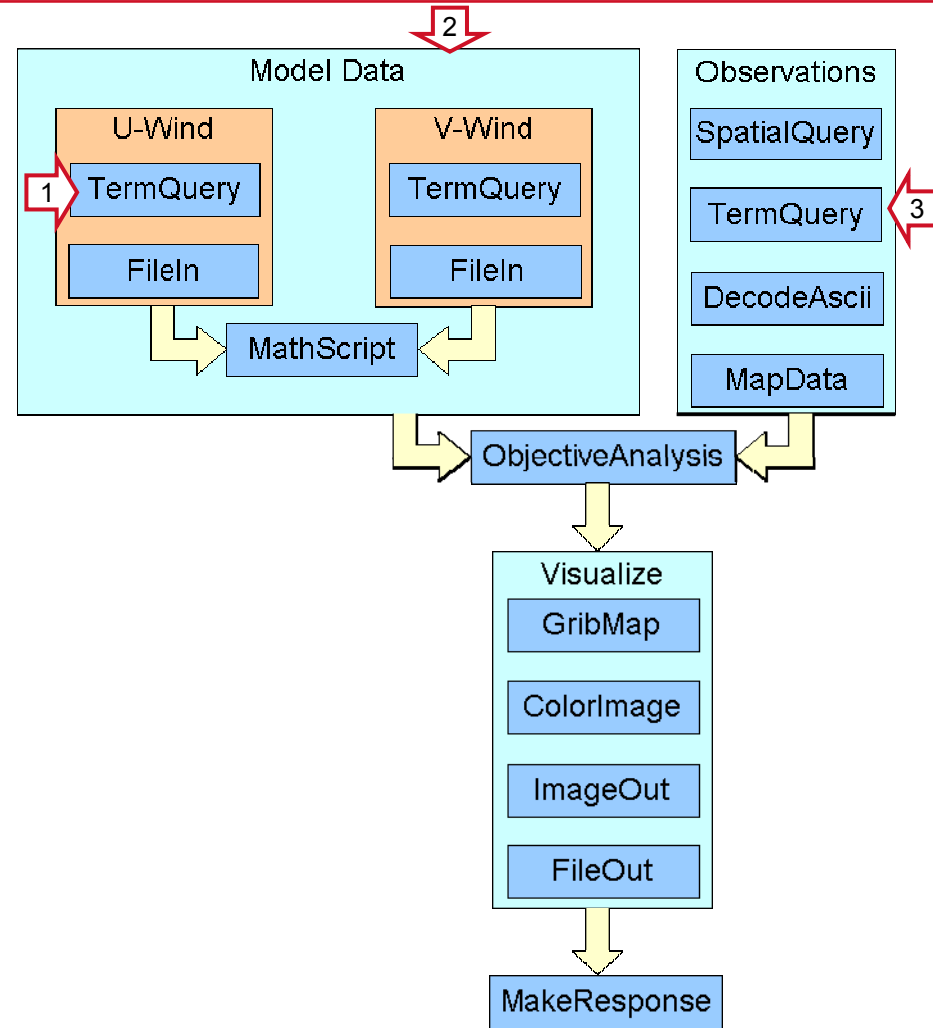 2
Model Data
U-Wind
1
TermQuery
FileIn
V-Wind
TermQuery
FileIn
MathScript
Observations
SpatialQuery
TermQuery
3
DecodeAscii
MapData
ObjectiveAnalysis
Visualize
GribMap
ColorImage
ImageOut
FileOut
MakeResponse